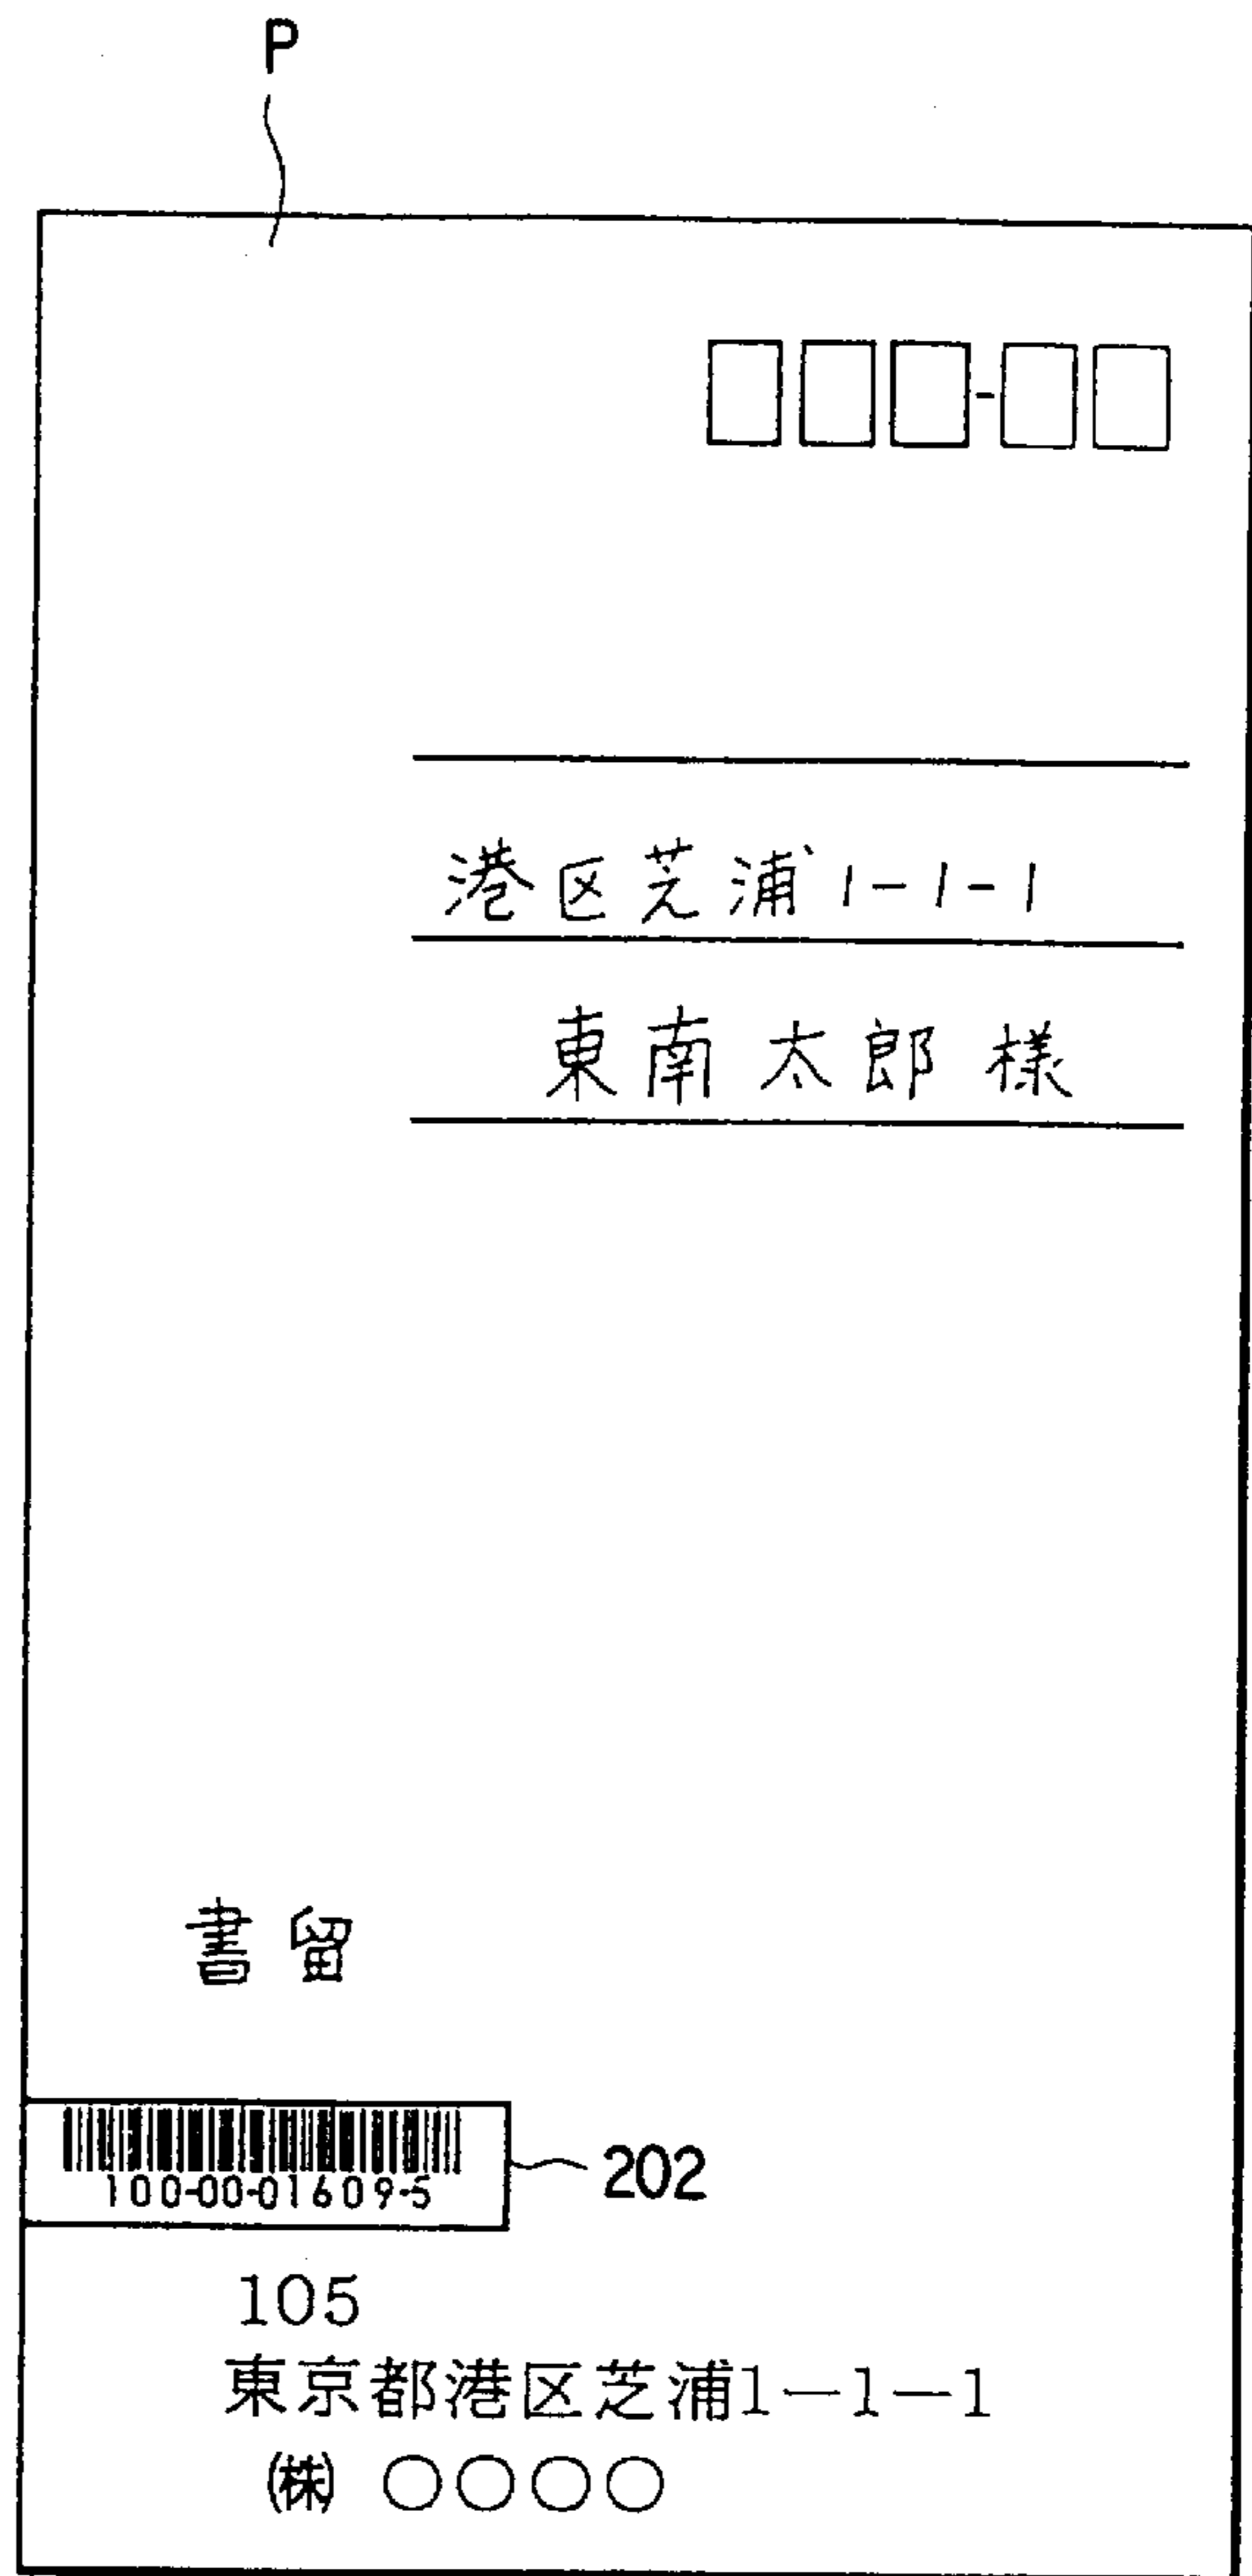 P
港区芝浦1-1-1
東南太郎様
書留
100-00-01609-5
202
105
東京都港区芝浦1-1-1
(株) ○○○○